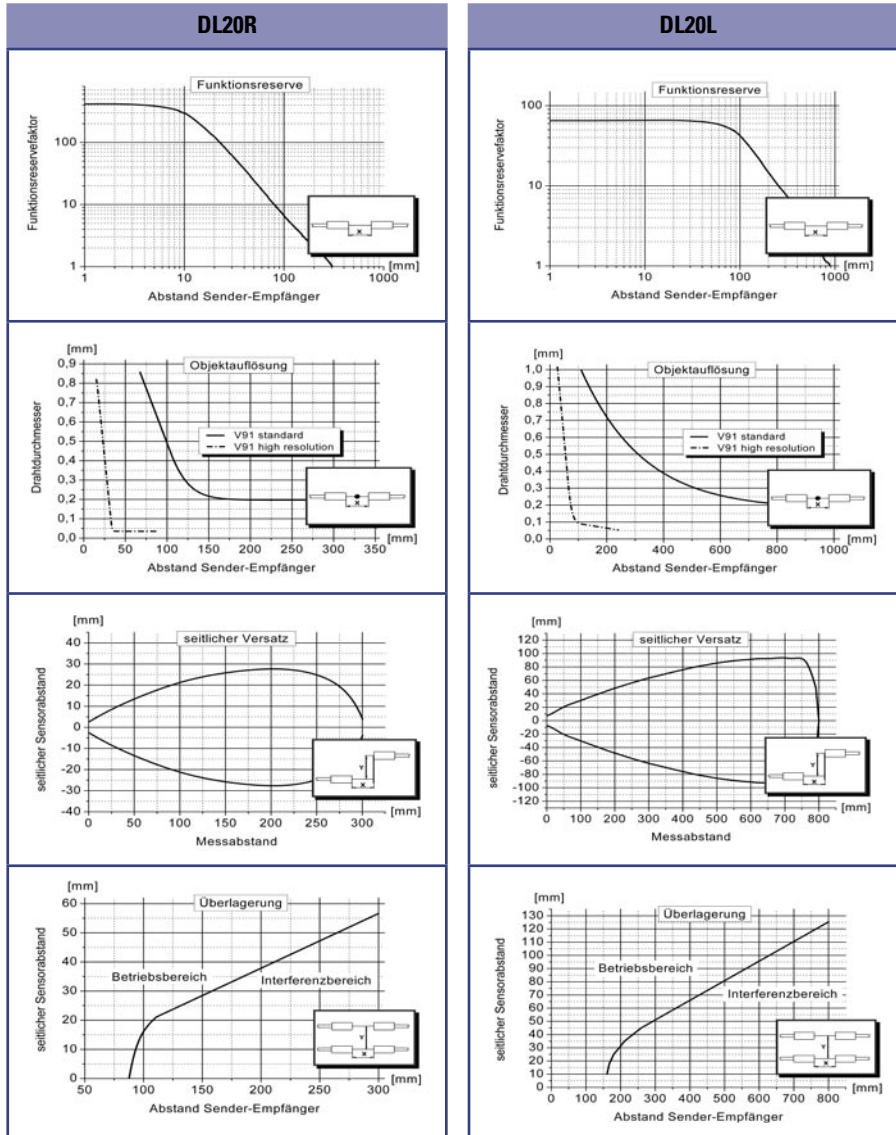 DL20R
DL20L
Funktionsreserve
Funktionsreservefaktor
100
10
1
1 10 100 1000
[mm]
Abstand Sender-Empfänger
x
Funktionsreserve
Funktionsreservefaktor
100
10
1
1 10 100 1000
[mm]
Abstand Sender-Empfänger
x
[mm]
Objektauflösung
Drahtdurchmesser
0,9
0,8
0,7
0,6
0,5
0,4
0,3
0,2
0,1
0,0
V91 standard
V91 high resolution
x
0 50 100 150 200 250 300 350
[mm]
Abstand Sender-Empfänger
[mm]
Objektauflösung
Drahtdurchmesser
1,0
0,9
0,8
0,7
0,6
0,5
0,4
0,3
0,2
0,1
0,0
V91 standard
V91 high resolution
x
0 200 400 600 800 1000
[mm]
Abstand Sender-Empfänger
[mm]
seitlicher Versatz
seitlicher Sensorabstand
40
30
20
10
0
-10
-20
-30
-40
Y
x
0 50 100 150 200 250 300
[mm]
Messabstand
[mm]
seitlicher Versatz
seitlicher Sensorabstand
120
100
80
60
40
20
0
-20
-40
-60
-80
-100
-120
Y
x
0 100 200 300 400 500 600 700 800
[mm]
Messabstand
[mm]
Überlagerung
seitlicher Sensorabstand
60
50
40
30
20
10
0
Betriebsbereich
Interferenzbereich
Y
x
50 100 150 200 250 300
[mm]
Abstand Sender-Empfänger
[mm]
Überlagerung
seitlicher Sensorabstand
130
120
110
100
90
80
70
60
50
40
30
20
10
0
Betriebsbereich
Interferenzbereich
Y
x
0 100 200 300 400 500 600 700 800
[mm]
Abstand Sender-Empfänger